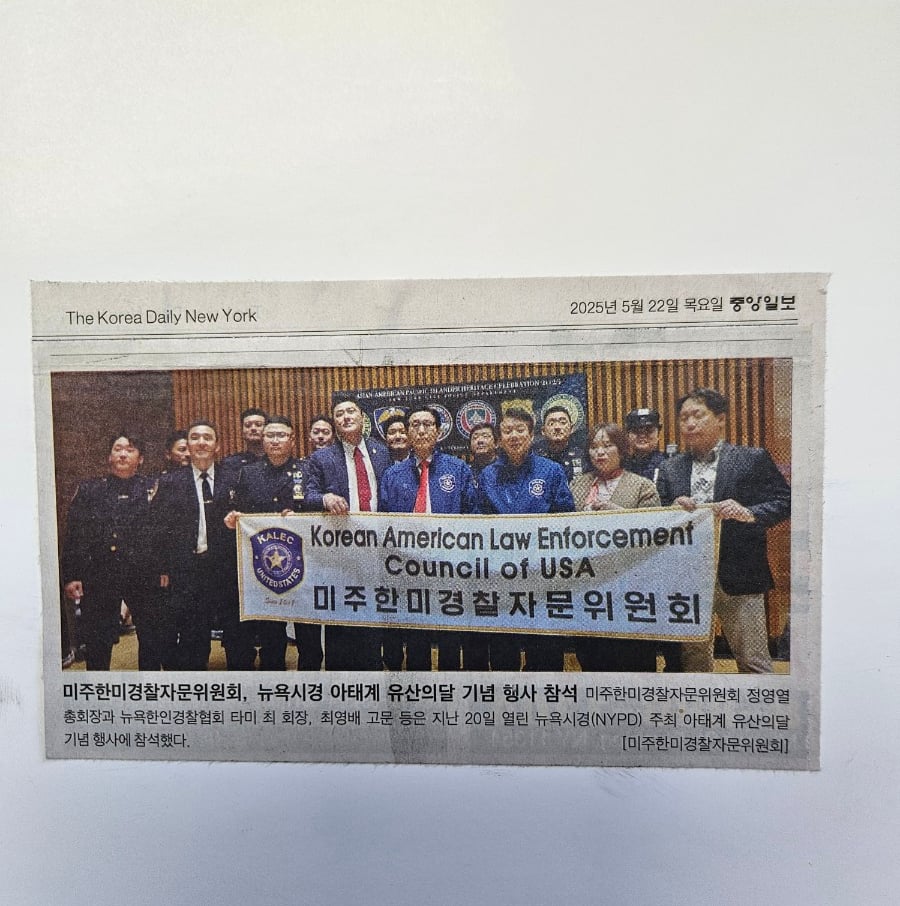 The Korea Daily New York
2025년 5월 22일 목요일 중앙일보
ASIAN AMERICAN PACIFIC ISLANDER HERITAGE CELEBRATION 2025
KALEC
UNITED STATES
Korean American Law Enforcement
Council of USA
미주한미경찰자문위원회
미주한미경찰자문위원회, 뉴욕시경 아태계 유산의달 기념 행사 참석 미주한미경찰자문위원회 정영열
총회장과 뉴욕한인경찰협회 타미 최 회장, 최영배 고문 등은 지난 20일 열린 뉴욕시경(NYPD) 주최 아태계 유산의달
기념 행사에 참석했다. [미주한미경찰자문위원회]